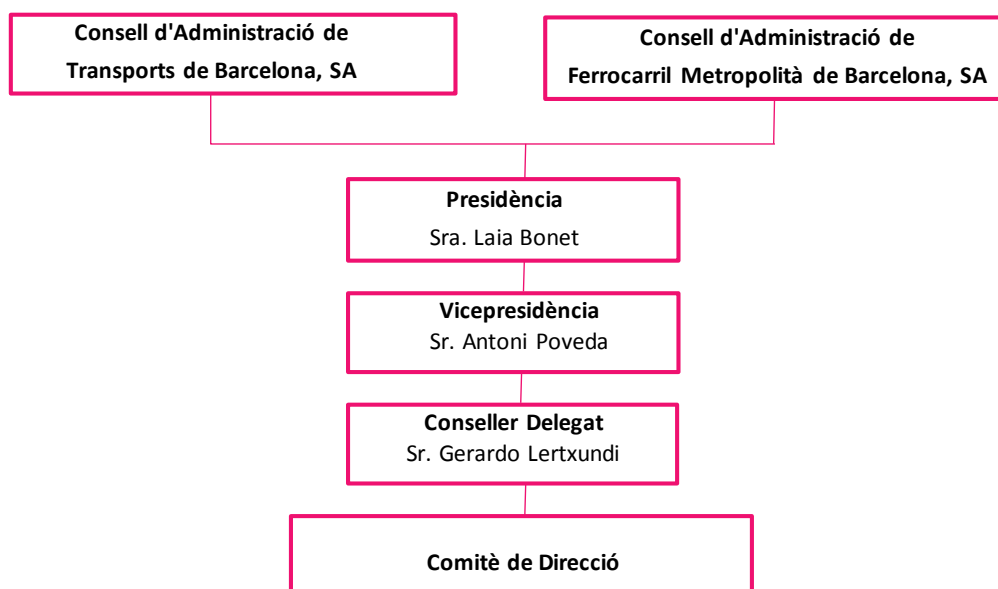 Consell d'Administració de
Transports de Barcelona, SA
Consell d'Administració de
Ferrocarril Metropolità de Barcelona, SA
Presidència
Sra. Laia Bonet
Vicepresidència
Sr. Antoni Poveda
Conseller Delegat
Sr. Gerardo Lertxundi
Comitè de Direcció